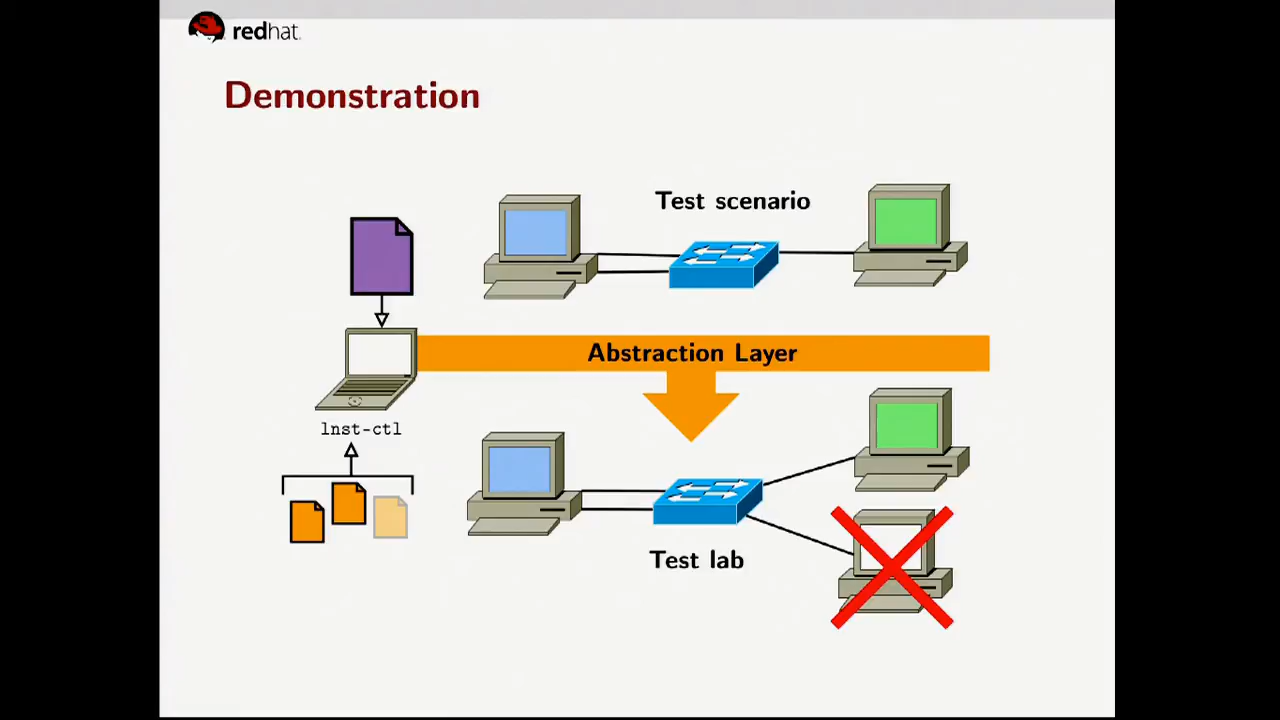 redhat.
Demonstration
Test scenario
Abstraction Layer
lnst-ctl
Test lab